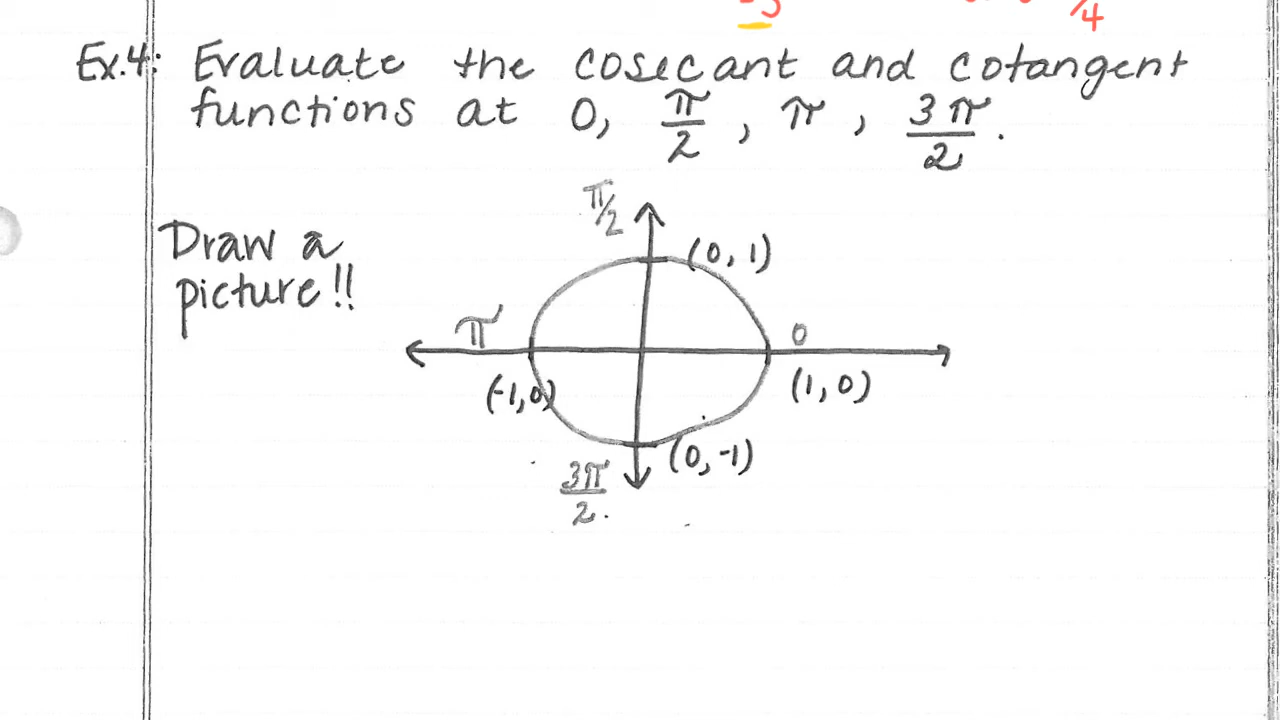 Ex.4: Evaluate the cosecant and cotangent
functions at 0, π/2, π, 3π/2.
Draw a
picture!!
π/2
(0, 1)
π
0
(-1,0)
(1, 0)
(0, -1)
3π/2.